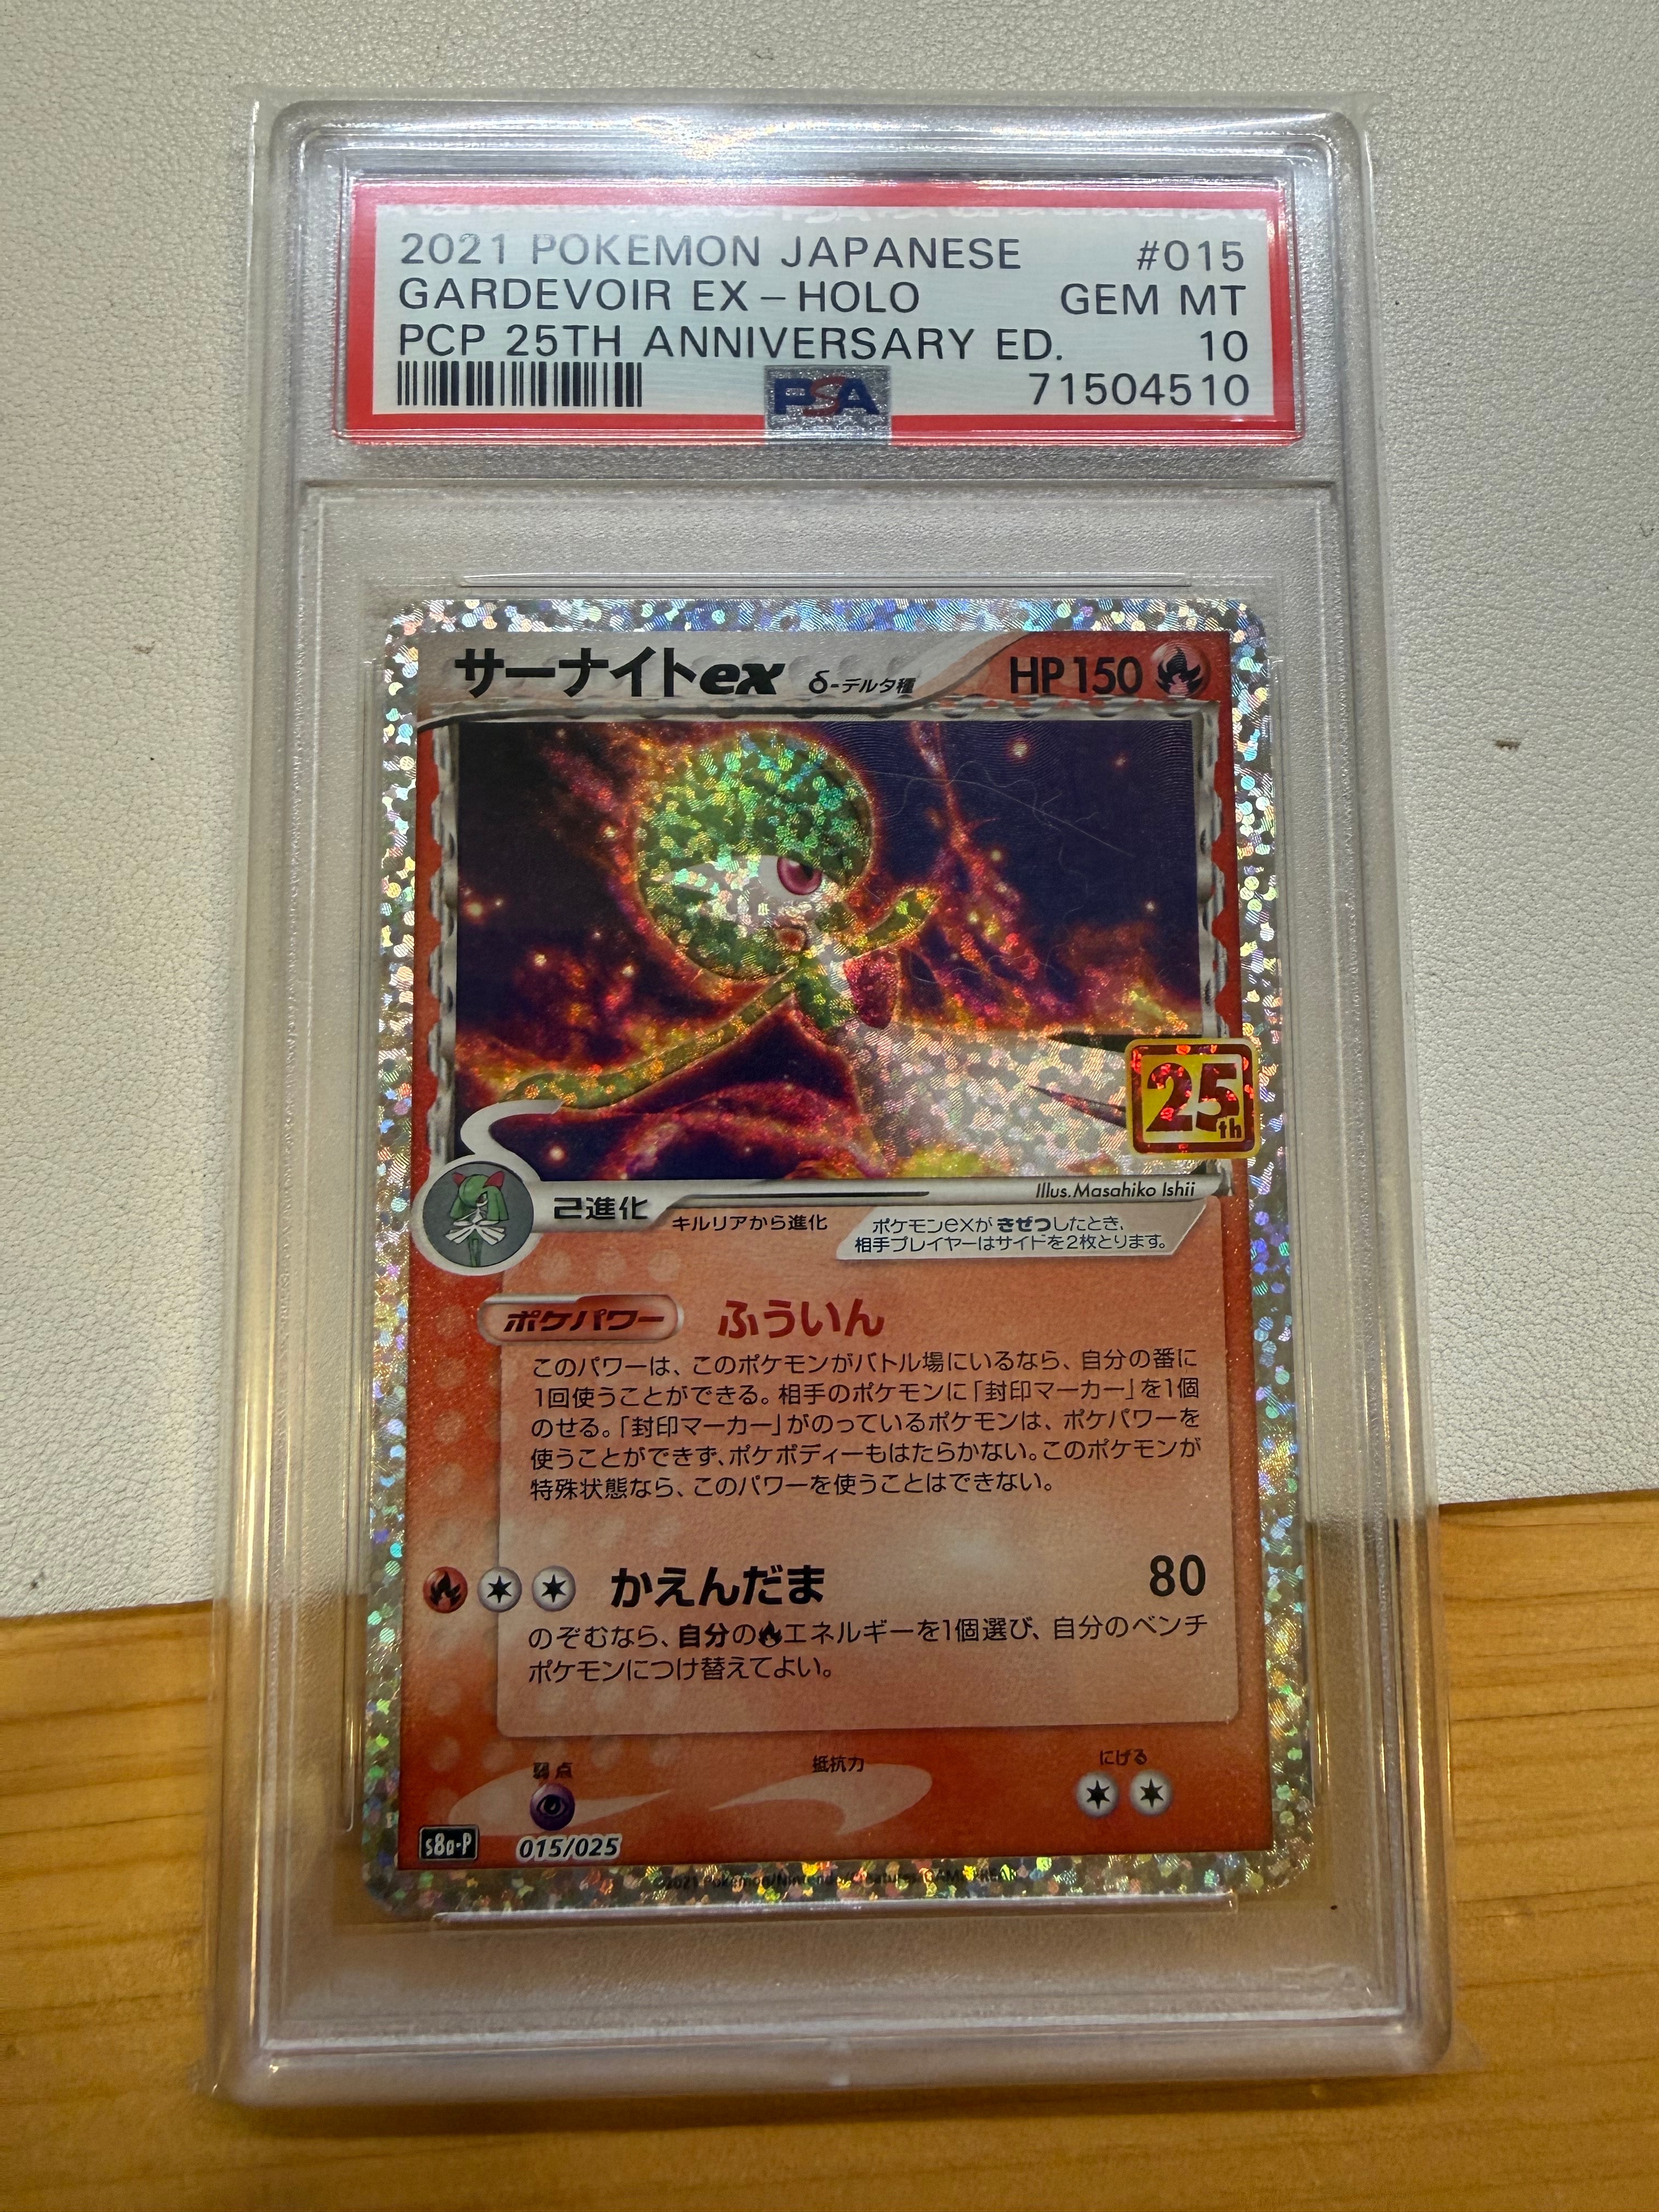 2021 POKEMON JAPANESE #015
GARDEVOIR EX – HOLO GEM MT
PCP 25TH ANNIVERSARY ED. 10
PSA 71504510
サーナイトex δ-デルタ種 HP150
25th
Illus.Masahiko Ishii
2進化 キルリアから進化
ポケモンexがきぜつしたとき、
相手プレイヤーはサイドを2枚とります。
ポケパワー ふういん
このパワーは、このポケモンがバトル場にいるなら、自分の番に
1回使うことができる。相手のポケモンに「封印マーカー」を1個
のせる。「封印マーカー」がのっているポケモンは、ポケパワーを
使うことができず、ポケボディーもはたらかない。このポケモンが
特殊状態なら、このパワーを使うことはできない。
かえんだま 80
のぞむなら、自分のエネルギーを1個選び、自分のベンチ
ポケモンにつけ替えてよい。
弱点 抵抗力 にげる
s8a-P 015/025
©2021 Pokémon/Nintendo/Creatures/GAME FREAK